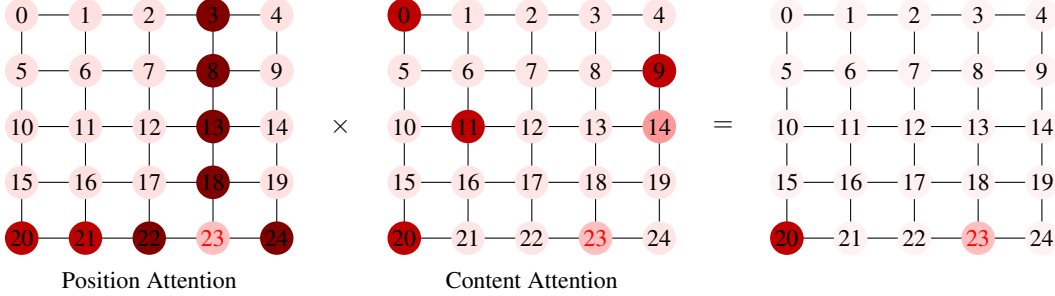 0 1 2 3 4 0 1 2 3 4 0 1 2 3 4
5 6 7 8 9 5 6 7 8 9 5 6 7 8 9
10 11 12 13 14 × 10 11 12 13 14 = 10 11 12 13 14
15 16 17 18 19 15 16 17 18 19 15 16 17 18 19
20 21 22 23 24 20 21 22 23 24 20 21 22 23 24
Position Attention Content Attention